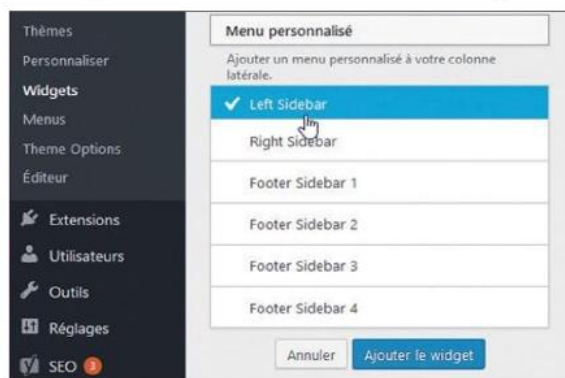 Thèmes
Personnaliser
Widgets
Menus
Theme Options
Éditeur
Extensions
Utilisateurs
Outils
Réglages
SEO 3
Menu personnalisé
Ajouter un menu personnalisé à votre colonne
latérale.
Left Sidebar
Right Sidebar
Footer Sidebar 1
Footer Sidebar 2
Footer Sidebar 3
Footer Sidebar 4
Annuler
Ajouter le widget